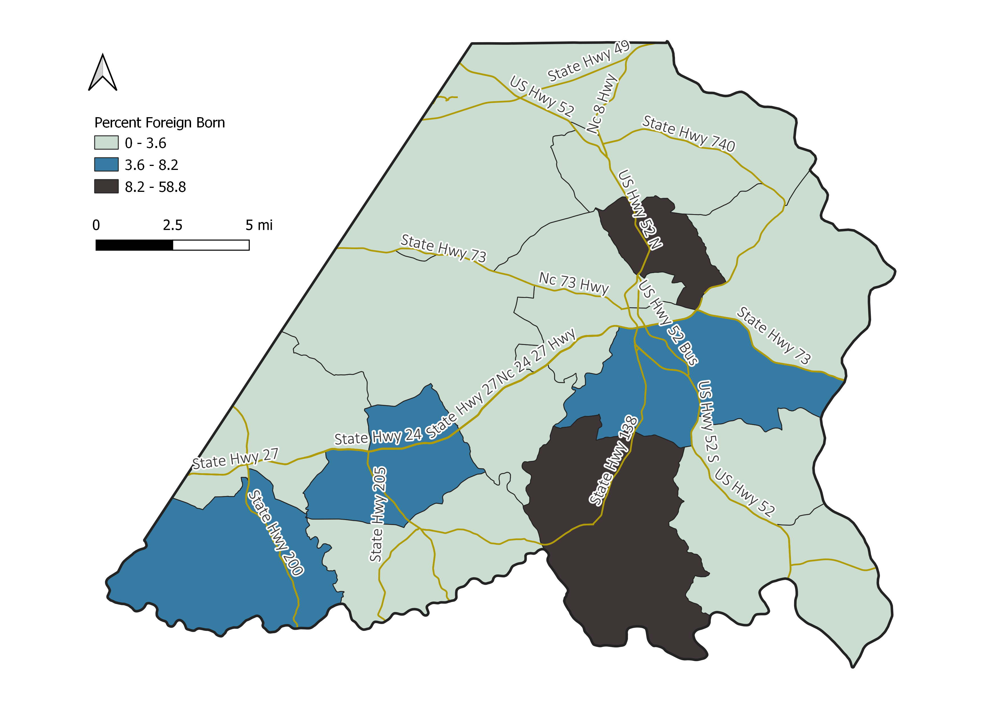 Percent Foreign Born
0 - 3.6
3.6 - 8.2
8.2 - 58.8
0 2.5 5 mi
State Hwy 49
US Hwy 52
Nc 8 Hwy
State Hwy 740
US Hwy 52 N
State Hwy 73
Nc 73 Hwy
US Hwy 52 Bus
State Hwy 73
Nc 24 27 Hwy
State Hwy 27
State Hwy 24
State Hwy 27
US Hwy 52 S
State Hwy 138
State Hwy 205
State Hwy 200
US Hwy 52